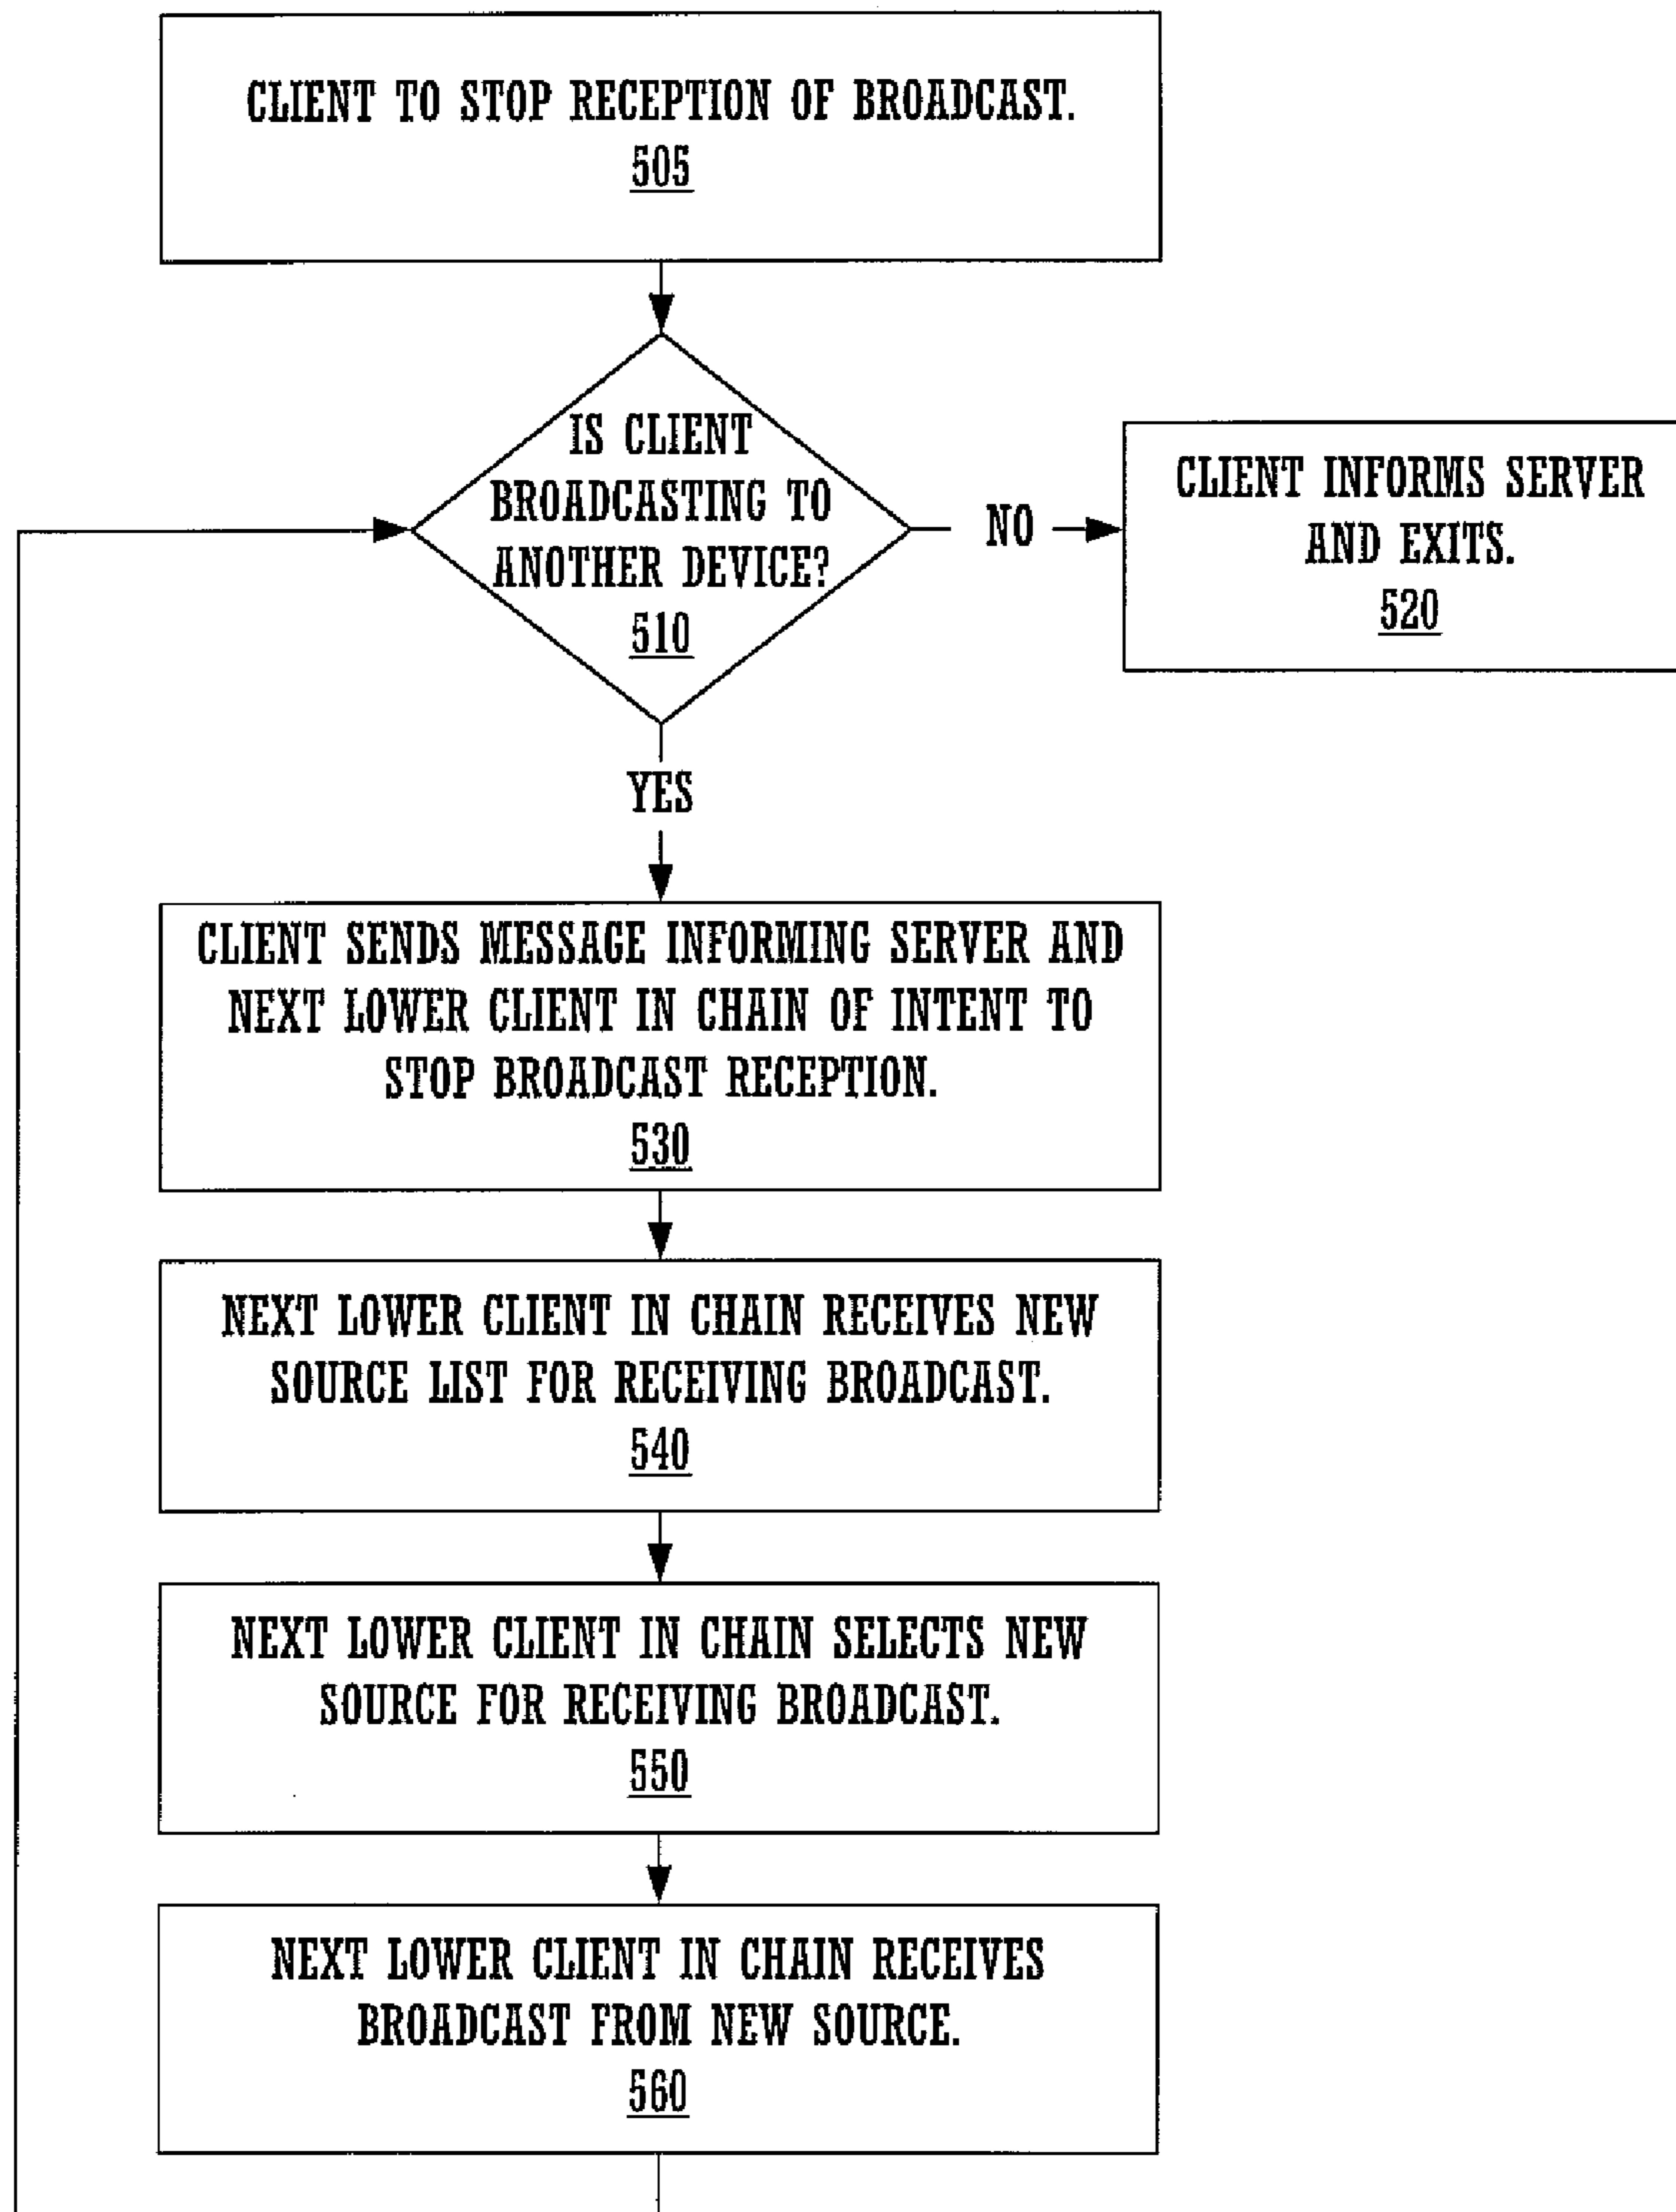 CLIENT TO STOP RECEPTION OF BROADCAST.
505
IS CLIENT
BROADCASTING TO
ANOTHER DEVICE?
510
NO
CLIENT INFORMS SERVER
AND EXITS.
520
YES
CLIENT SENDS MESSAGE INFORMING SERVER AND
NEXT LOWER CLIENT IN CHAIN OF INTENT TO
STOP BROADCAST RECEPTION.
530
NEXT LOWER CLIENT IN CHAIN RECEIVES NEW
SOURCE LIST FOR RECEIVING BROADCAST.
540
NEXT LOWER CLIENT IN CHAIN SELECTS NEW
SOURCE FOR RECEIVING BROADCAST.
550
NEXT LOWER CLIENT IN CHAIN RECEIVES
BROADCAST FROM NEW SOURCE.
560